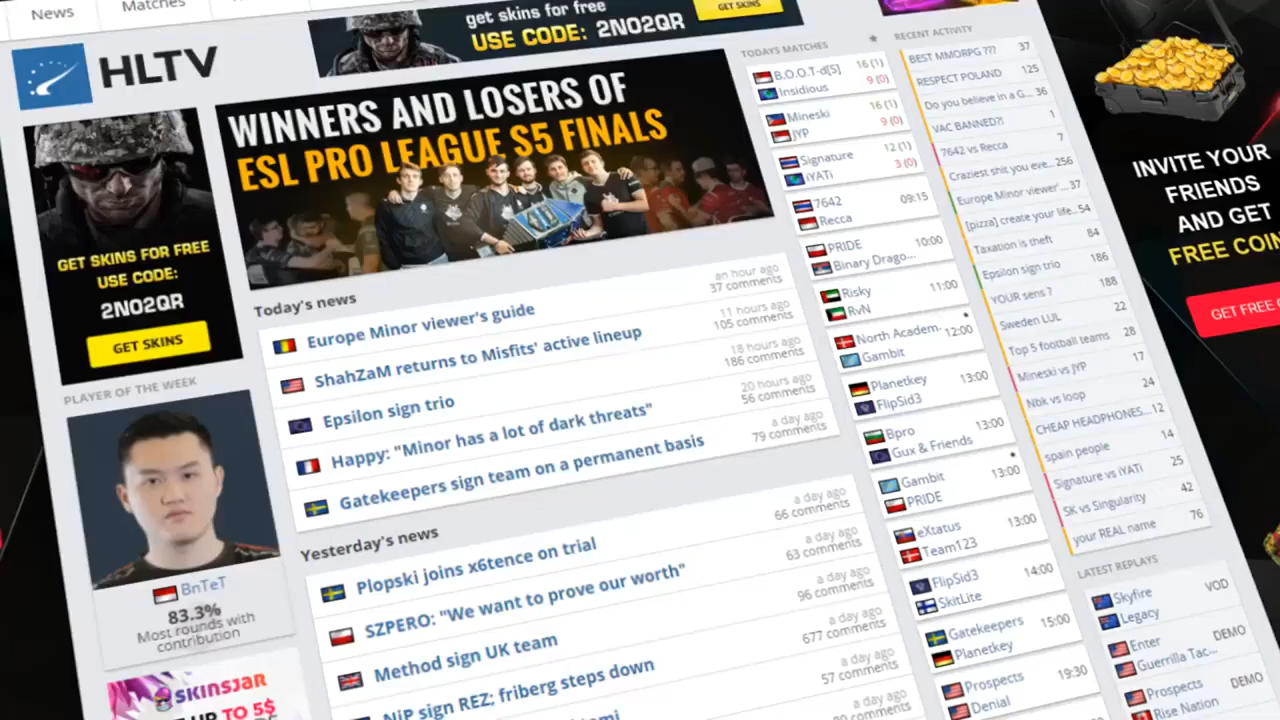 News
Matches
get skins for free
USE CODE: 2NO2QR
GET SKINS
HLTV
GET SKINS FOR FREE
USE CODE:
2NO2QR
GET SKINS
PLAYER OF THE WEEK
BnTeT
83.3%
Most rounds with
contribution
SKINSJAR
UP TO 5$
WINNERS AND LOSERS OF
ESL PRO LEAGUE S5 FINALS
Today's news
Europe Minor viewer's guide
an hour ago
37 comments
ShahZaM returns to Misfits' active lineup
11 hours ago
105 comments
Epsilon sign trio
18 hours ago
186 comments
Happy: "Minor has a lot of dark threats"
20 hours ago
56 comments
Gatekeepers sign team on a permanent basis
a day ago
79 comments
Yesterday's news
Plopski joins x6tence on trial
a day ago
66 comments
SZPERO: "We want to prove our worth"
a day ago
63 comments
Method sign UK team
a day ago
96 comments
NiP sign REZ; friberg steps down
a day ago
677 comments
a day ago
57 comments
a day ago
TODAYS MATCHES
B.O.O.T-d[S] 16 (1)
Insidious 9 (0)
Mineski 16 (1)
JYP 9 (0)
Signature 12 (1)
iYATi 3 (0)
7642
Recca
09:15
PRIDE
Binary Drago...
10:00
Risky
RvN
11:00
North Academ.
Gambit
12:00
Planetkey
FlipSid3
13:00
Bpro
Gux & Friends
13:00
Gambit
PRIDE
13:00
eXtatus
Team123
13:00
FlipSid3
SkitLite
14:00
Gatekeepers
Planetkey
15:00
Prospects
Denial
19:30
RECENT ACTIVITY
BEST MMORPG ??? 37
RESPECT POLAND 125
Do you believe in a G... 36
VAC BANNED?! 1
7642 vs Recca 7
Craziest shit you eve... 256
Europe Minor viewer'... 37
[pizza] create your life... 54
Taxation is theft 84
Epsilon sign trio 186
YOUR sens ? 188
Sweden LUL 22
Top 5 football teams 28
Mineski vs JYP 17
Nbk vs loop 24
CHEAP HEADPHONES... 12
spain people 14
Signature vs iYATi 25
SK vs Singularity 42
your REAL name 76
LATEST REPLAYS
Skyfire
Legacy
VOD
Enter
Guerrilla Tac...
DEMO
Prospects
Rise Nation
DEMO
INVITE YOUR
FRIENDS
AND GET
FREE COIN
GET FREE